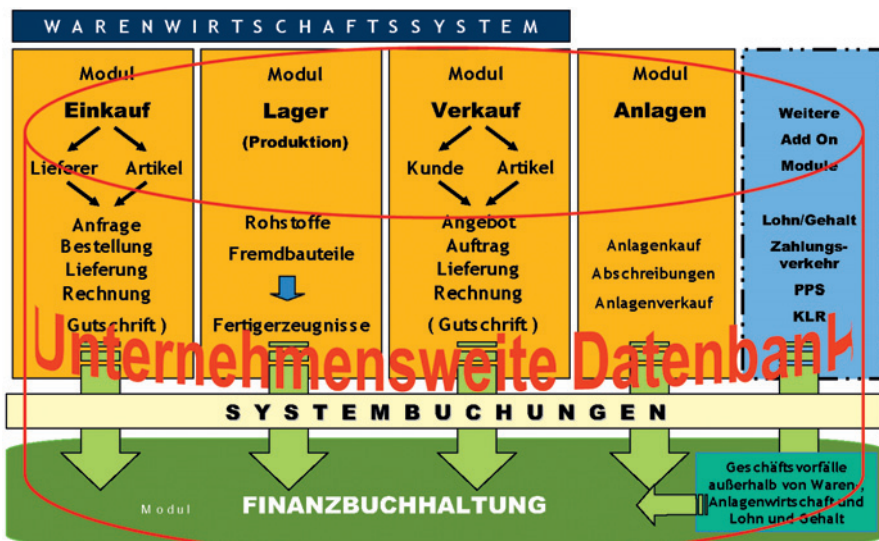 WARENWIRTSCHAFTSSYSTEM
Modul
Einkauf
Lieferer Artikel
Anfrage
Bestellung
Lieferung
Rechnung
(Gutschrift)
Modul
Lager
(Produktion)
Rohstoffe
Fremdbauteile
Fertigerzeugnisse
Modul
Verkauf
Kunde Artikel
Angebot
Auftrag
Lieferung
Rechnung
(Gutschrift)
Modul
Anlagen
Anlagenkauf
Abschreibungen
Anlagenverkauf
Weitere
Add On
Module
Lohn/Gehalt
Zahlungs-
verkehr
PPS
KLR
Unternehmensweite Datenbank
SYSTEMBUCHUNGEN
Modul FINANZBUCHHALTUNG
Geschäftsvorfälle
außerhalb von Waren-,
Anlagenwirtschaft und
Lohn und Gehalt